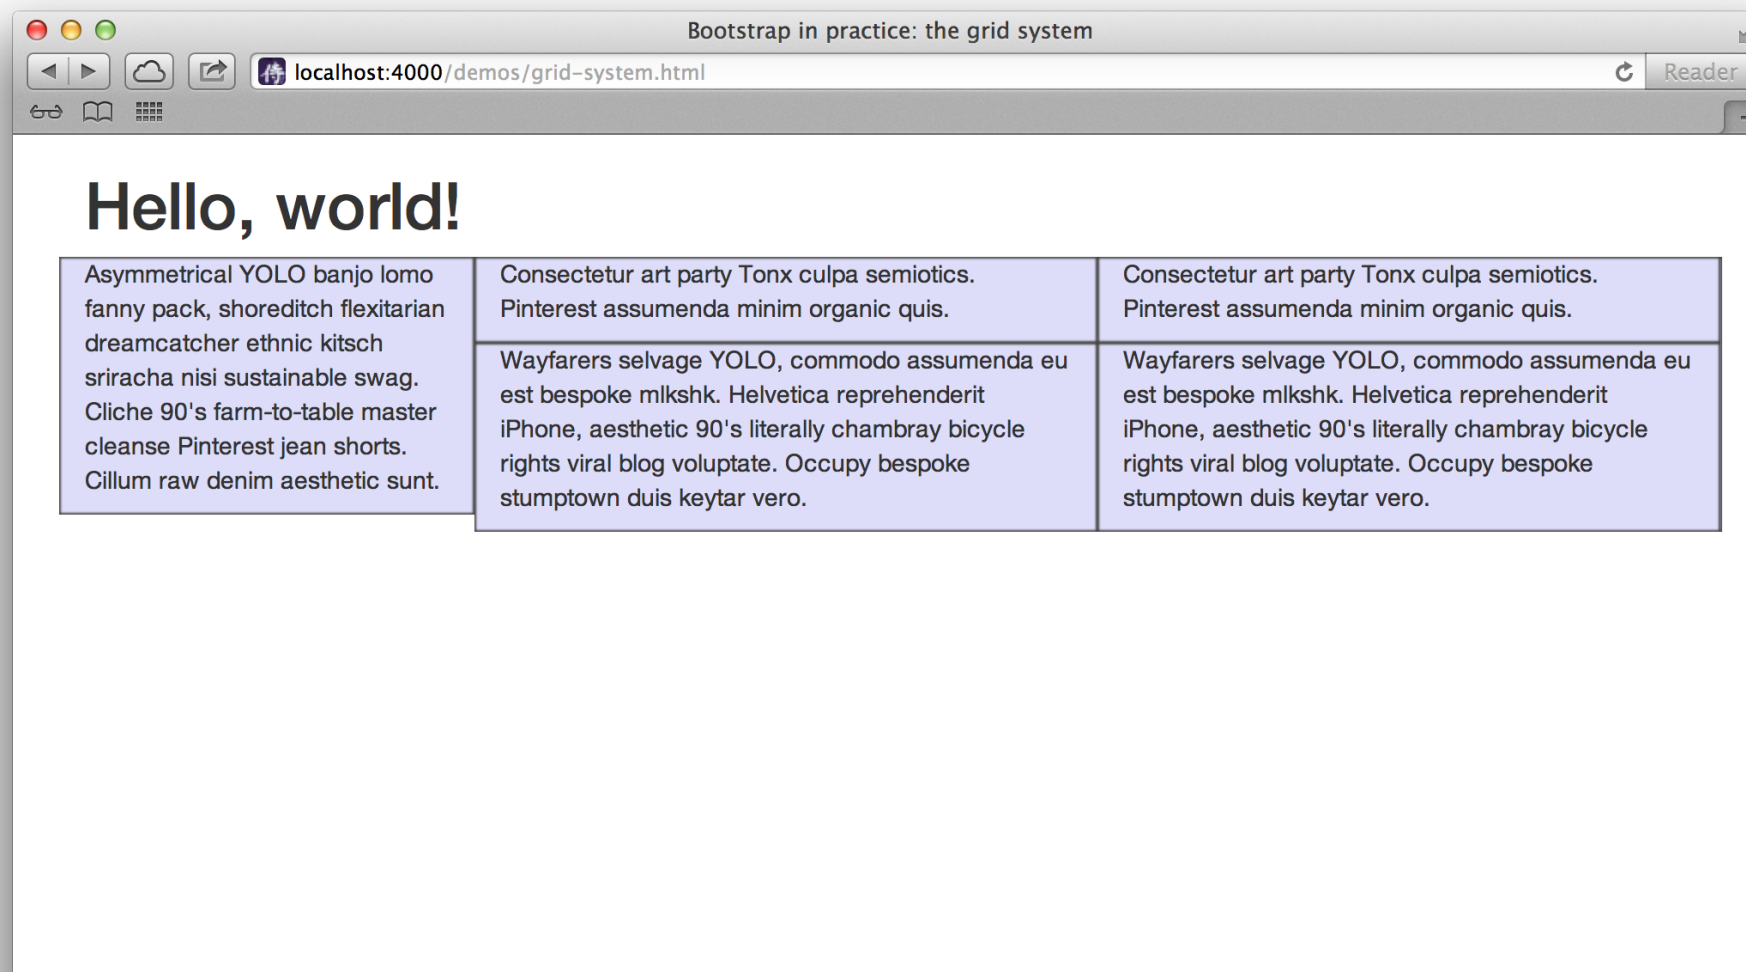 Bootstrap in practice: the grid system
侍 localhost:4000/demos/grid-system.html
Reader
Hello, world!
Asymmetrical YOLO banjo lomo
fanny pack, shoreditch flexitarian
dreamcatcher ethnic kitsch
sriracha nisi sustainable swag.
Cliche 90's farm-to-table master
cleanse Pinterest jean shorts.
Cillum raw denim aesthetic sunt.
Consectetur art party Tonx culpa semiotics.
Pinterest assumenda minim organic quis.
Wayfarers selvage YOLO, commodo assumenda eu
est bespoke mlkshk. Helvetica reprehenderit
iPhone, aesthetic 90's literally chambray bicycle
rights viral blog voluptate. Occupy bespoke
stumptown duis keytar vero.
Consectetur art party Tonx culpa semiotics.
Pinterest assumenda minim organic quis.
Wayfarers selvage YOLO, commodo assumenda eu
est bespoke mlkshk. Helvetica reprehenderit
iPhone, aesthetic 90's literally chambray bicycle
rights viral blog voluptate. Occupy bespoke
stumptown duis keytar vero.